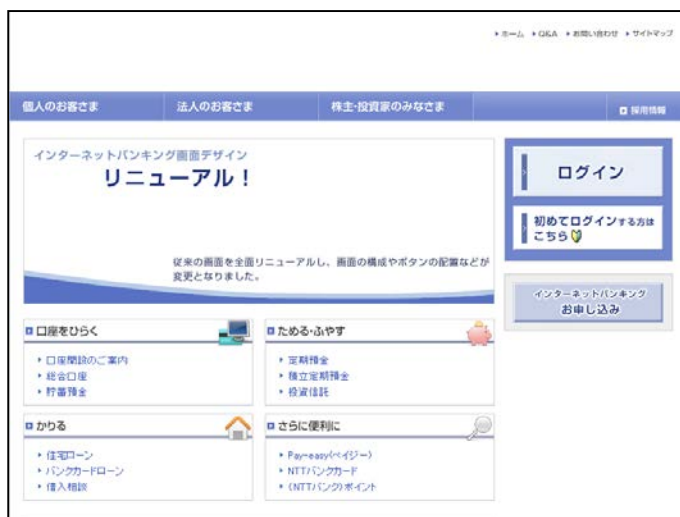 ホーム Q&A お問い合わせ サイトマップ
個人のお客さま 法人のお客さま 株主・投資家のみなさま 採用情報
インターネットバンキング画面デザイン
リニューアル！
従来の画面を全面リニューアルし、画面の構成やボタンの配置などが
変更となりました。
ログイン
初めてログインする方は
こちら
インターネットバンキング
お申し込み
口座をひらく
口座開設のご案内
総合口座
貯蓄預金
ためる・ふやす
定期預金
積立定期預金
投資信託
かりる
住宅ローン
バンクカードローン
借入相談
さらに便利に
Pay-easy(ペイジー)
NTTバンクカード
(NTTバンク)ポイント